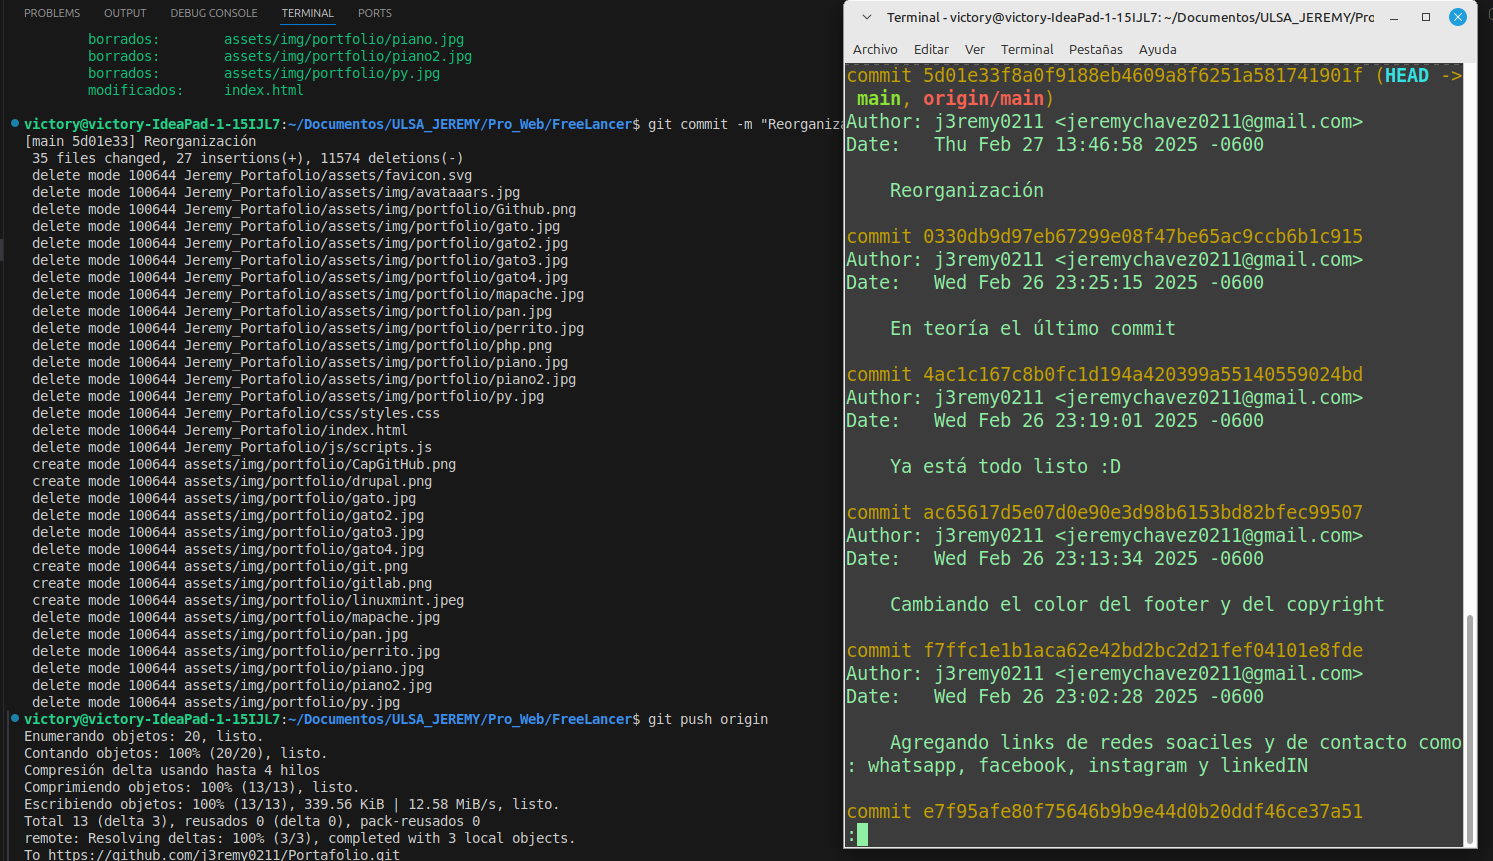 PROBLEMS OUTPUT DEBUG CONSOLE TERMINAL PORTS
borrados: assets/img/portfolio/piano.jpg
borrados: assets/img/portfolio/piano2.jpg
borrados: assets/img/portfolio/py.jpg
modificados: index.html
victory@victory-IdeaPad-1-15IJL7:~/Documentos/ULSA_JEREMY/Pro_Web/FreeLancer$ git commit -m "Reorganiza
[main 5d01e33] Reorganización
35 files changed, 27 insertions(+), 11574 deletions(-)
delete mode 100644 Jeremy_Portafolio/assets/favicon.svg
delete mode 100644 Jeremy_Portafolio/assets/img/avataaars.jpg
delete mode 100644 Jeremy_Portafolio/assets/img/portfolio/Github.png
delete mode 100644 Jeremy_Portafolio/assets/img/portfolio/gato.jpg
delete mode 100644 Jeremy_Portafolio/assets/img/portfolio/gato2.jpg
delete mode 100644 Jeremy_Portafolio/assets/img/portfolio/gato3.jpg
delete mode 100644 Jeremy_Portafolio/assets/img/portfolio/gato4.jpg
delete mode 100644 Jeremy_Portafolio/assets/img/portfolio/mapache.jpg
delete mode 100644 Jeremy_Portafolio/assets/img/portfolio/pan.jpg
delete mode 100644 Jeremy_Portafolio/assets/img/portfolio/perrito.jpg
delete mode 100644 Jeremy_Portafolio/assets/img/portfolio/php.png
delete mode 100644 Jeremy_Portafolio/assets/img/portfolio/piano.jpg
delete mode 100644 Jeremy_Portafolio/assets/img/portfolio/piano2.jpg
delete mode 100644 Jeremy_Portafolio/assets/img/portfolio/py.jpg
delete mode 100644 Jeremy_Portafolio/css/styles.css
delete mode 100644 Jeremy_Portafolio/index.html
delete mode 100644 Jeremy_Portafolio/js/scripts.js
create mode 100644 assets/img/portfolio/CapGitHub.png
create mode 100644 assets/img/portfolio/drupal.png
delete mode 100644 assets/img/portfolio/gato.jpg
delete mode 100644 assets/img/portfolio/gato2.jpg
delete mode 100644 assets/img/portfolio/gato3.jpg
delete mode 100644 assets/img/portfolio/gato4.jpg
create mode 100644 assets/img/portfolio/git.png
create mode 100644 assets/img/portfolio/gitlab.png
create mode 100644 assets/img/portfolio/linuxmint.jpeg
delete mode 100644 assets/img/portfolio/mapache.jpg
delete mode 100644 assets/img/portfolio/pan.jpg
delete mode 100644 assets/img/portfolio/perrito.jpg
delete mode 100644 assets/img/portfolio/piano.jpg
delete mode 100644 assets/img/portfolio/piano2.jpg
delete mode 100644 assets/img/portfolio/py.jpg
victory@victory-IdeaPad-1-15IJL7:~/Documentos/ULSA_JEREMY/Pro_Web/FreeLancer$ git push origin
Enumerando objetos: 20, listo.
Contando objetos: 100% (20/20), listo.
Compresión delta usando hasta 4 hilos
Comprimiendo objetos: 100% (13/13), listo.
Escribiendo objetos: 100% (13/13), 339.56 KiB | 12.58 MiB/s, listo.
Total 13 (delta 3), reusados 0 (delta 0), pack-reusados 0
remote: Resolving deltas: 100% (3/3), completed with 3 local objects.
To https://github.com/j3remy0211/Portafolio.git
Terminal - victory@victory-IdeaPad-1-15IJL7: ~/Documentos/ULSA_JEREMY/Pro
Archivo Editar Ver Terminal Pestañas Ayuda
commit 5d01e33f8a0f9188eb4609a8f6251a581741901f (HEAD ->
main, origin/main)
Author: j3remy0211 <jeremychavez0211@gmail.com>
Date: Thu Feb 27 13:46:58 2025 -0600
Reorganización
commit 0330db9d97eb67299e08f47be65ac9ccb6b1c915
Author: j3remy0211 <jeremychavez0211@gmail.com>
Date: Wed Feb 26 23:25:15 2025 -0600
En teoría el último commit
commit 4ac1c167c8b0fc1d194a420399a55140559024bd
Author: j3remy0211 <jeremychavez0211@gmail.com>
Date: Wed Feb 26 23:19:01 2025 -0600
Ya está todo listo :D
commit ac65617d5e07d0e90e3d98b6153bd82bfec99507
Author: j3remy0211 <jeremychavez0211@gmail.com>
Date: Wed Feb 26 23:13:34 2025 -0600
Cambiando el color del footer y del copyright
commit f7ffc1e1b1aca62e42bd2bc2d21fef04101e8fde
Author: j3remy0211 <jeremychavez0211@gmail.com>
Date: Wed Feb 26 23:02:28 2025 -0600
Agregando links de redes soaciles y de contacto como
: whatsapp, facebook, instagram y linkedIN
commit e7f95afe80f75646b9b9e44d0b20ddf46ce37a51
: